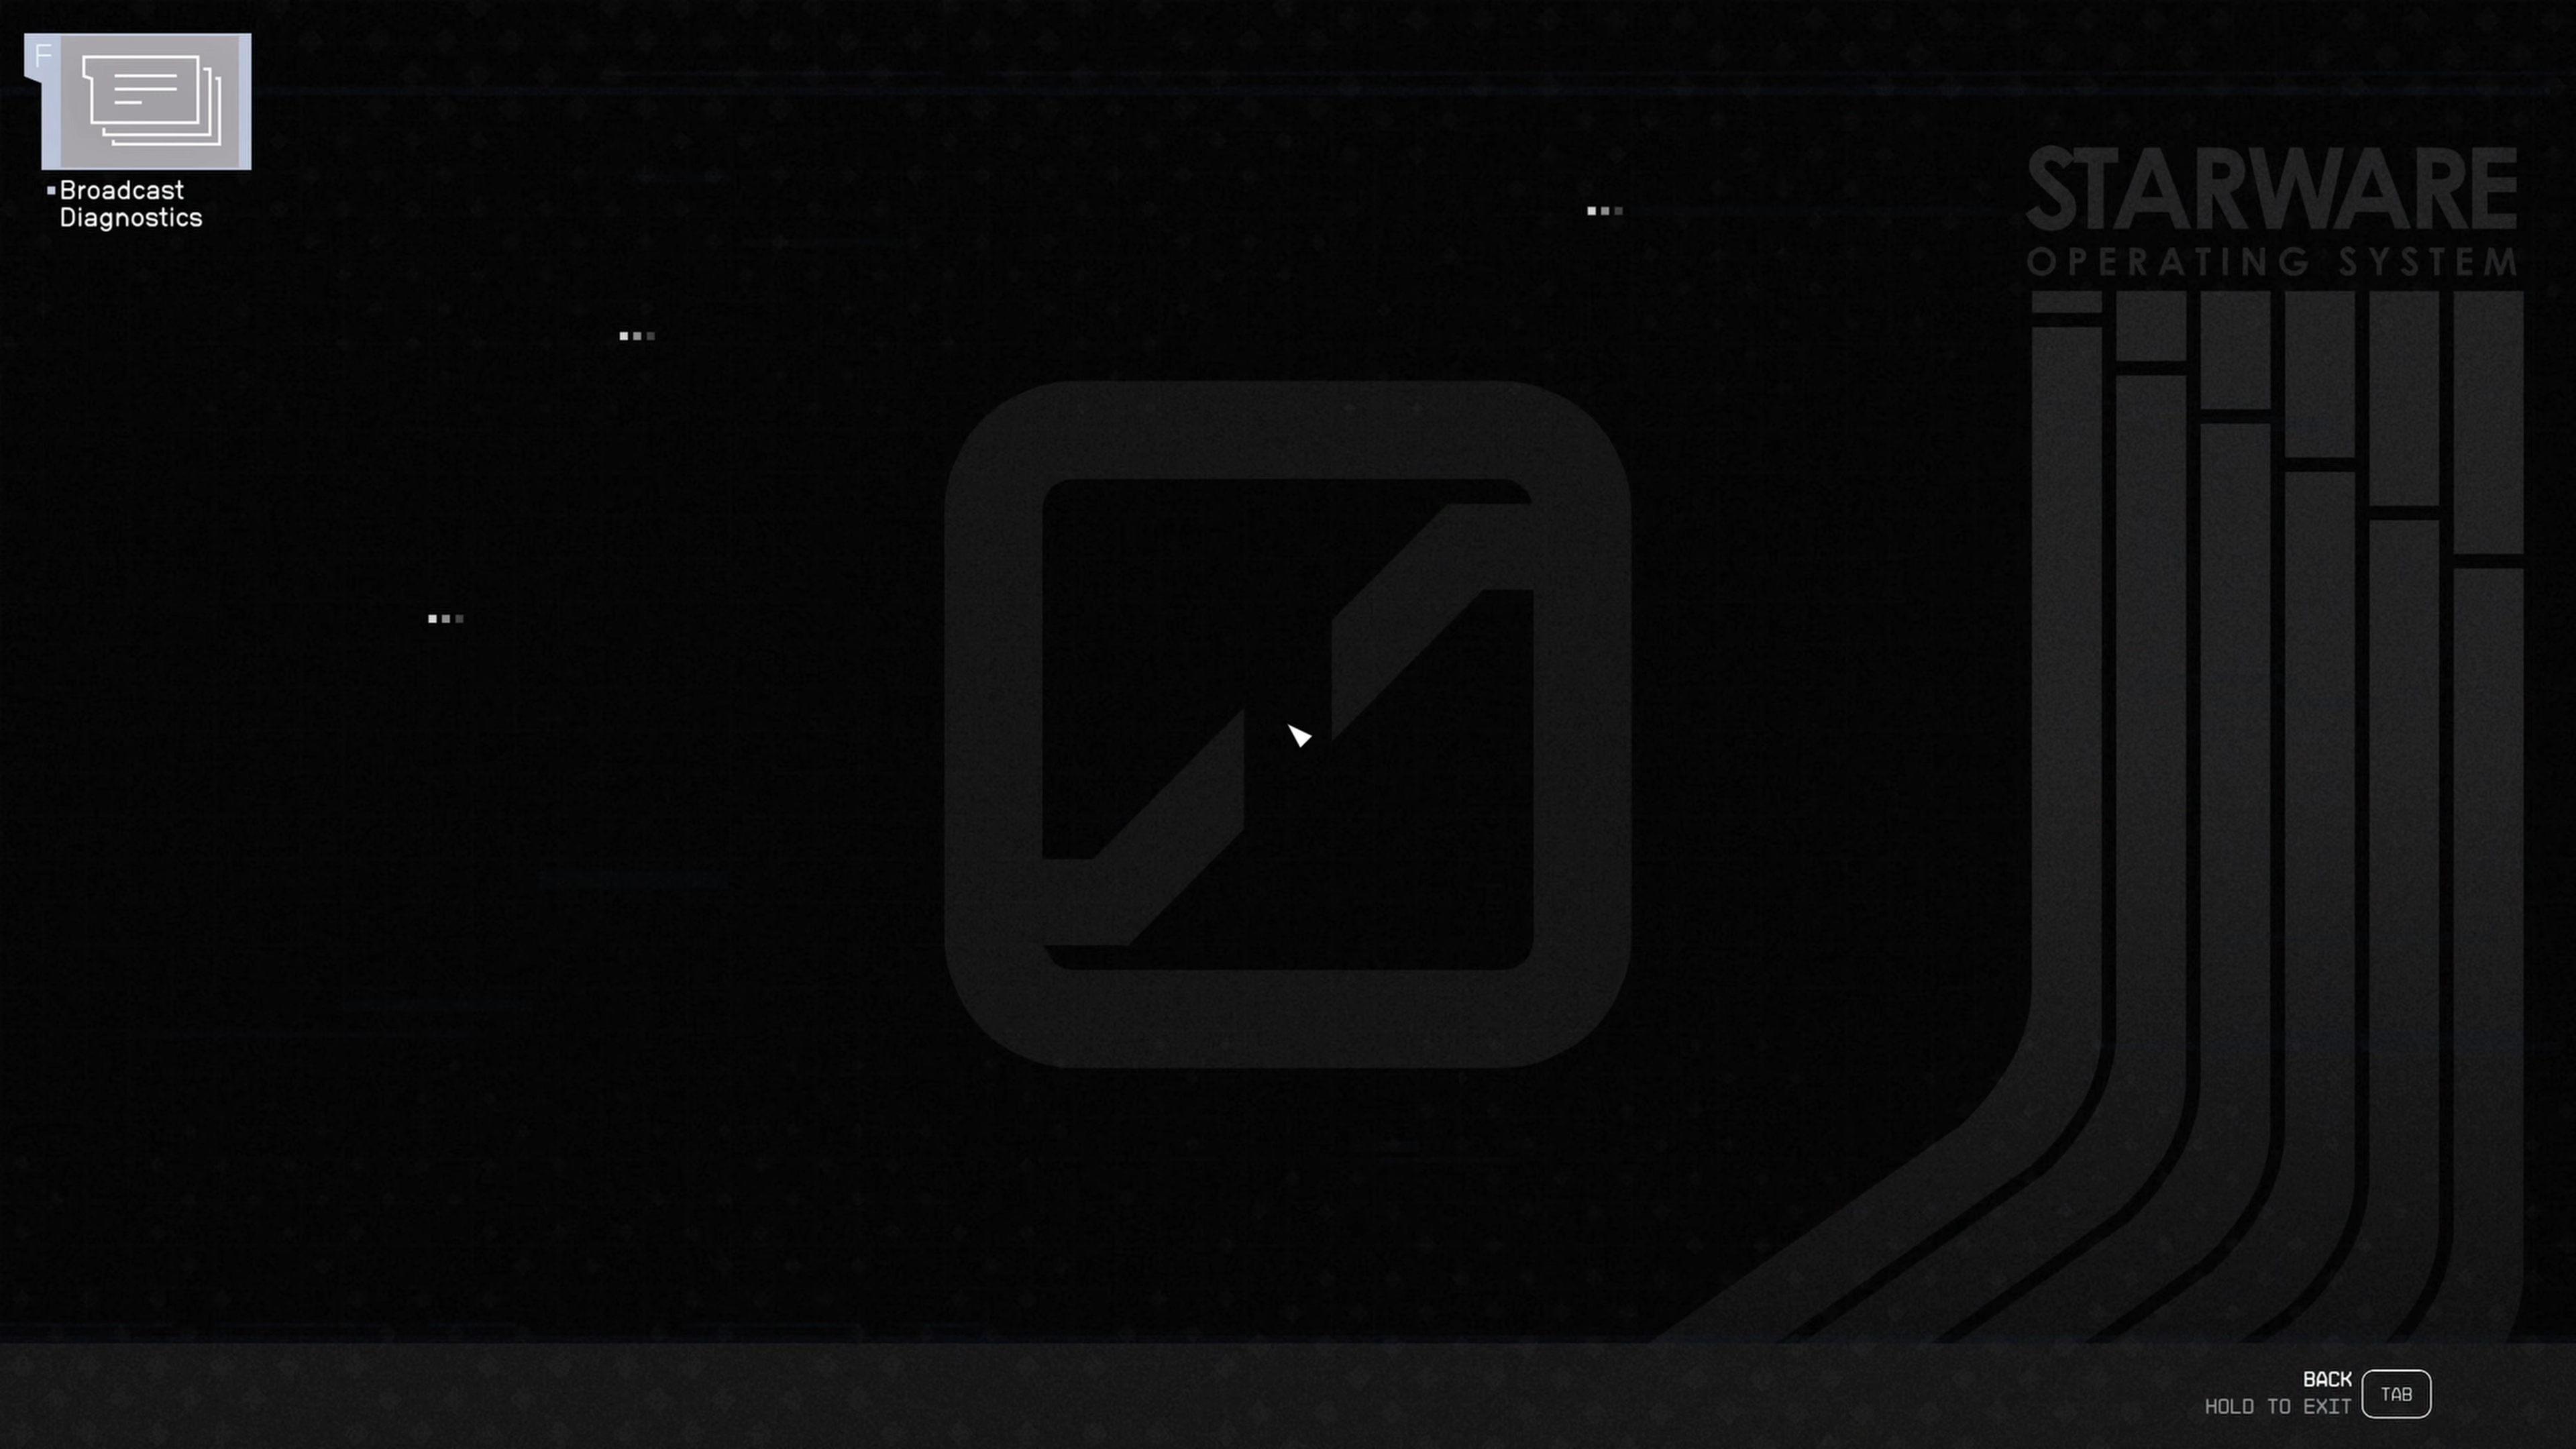 F
Broadcast
Diagnostics
STARWARE
OPERATING SYSTEM
BACK
HOLD TO EXIT
TAB